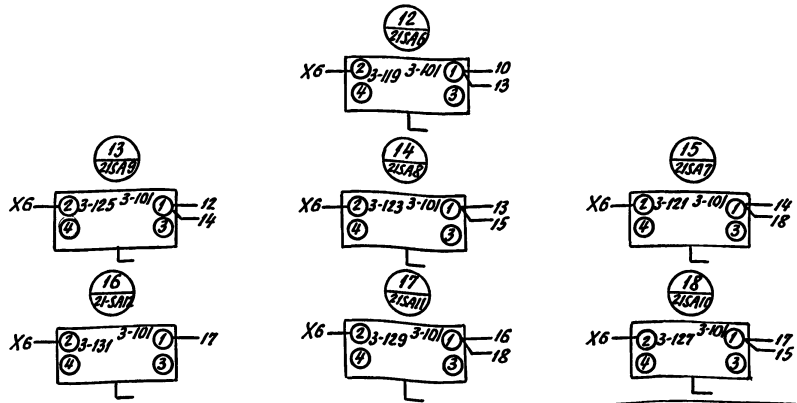 12
21SA6
X6 2 3-119 3-101 1 10
13
4 3
13
21SA9
14
21SA8
15
21SA7
X6 2 3-125 3-101 1 12
14
4 3
X6 2 3-123 3-101 1 13
15
4 3
X6 2 3-121 3-101 1 14
18
4 3
16
21-SA12
17
21SA11
18
21SA10
X6 2 3-131 3-101 1 17
4 3
X6 2 3-129 3-101 1 16
18
4 3
X6 2 3-127 3-101 1 17
15
4 3